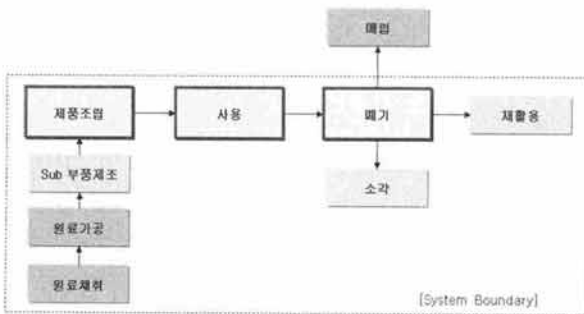 매립
제품조립
사용
폐기
재활용
Sub 부품제조
소각
원료가공
원료채취
[System Boundary]